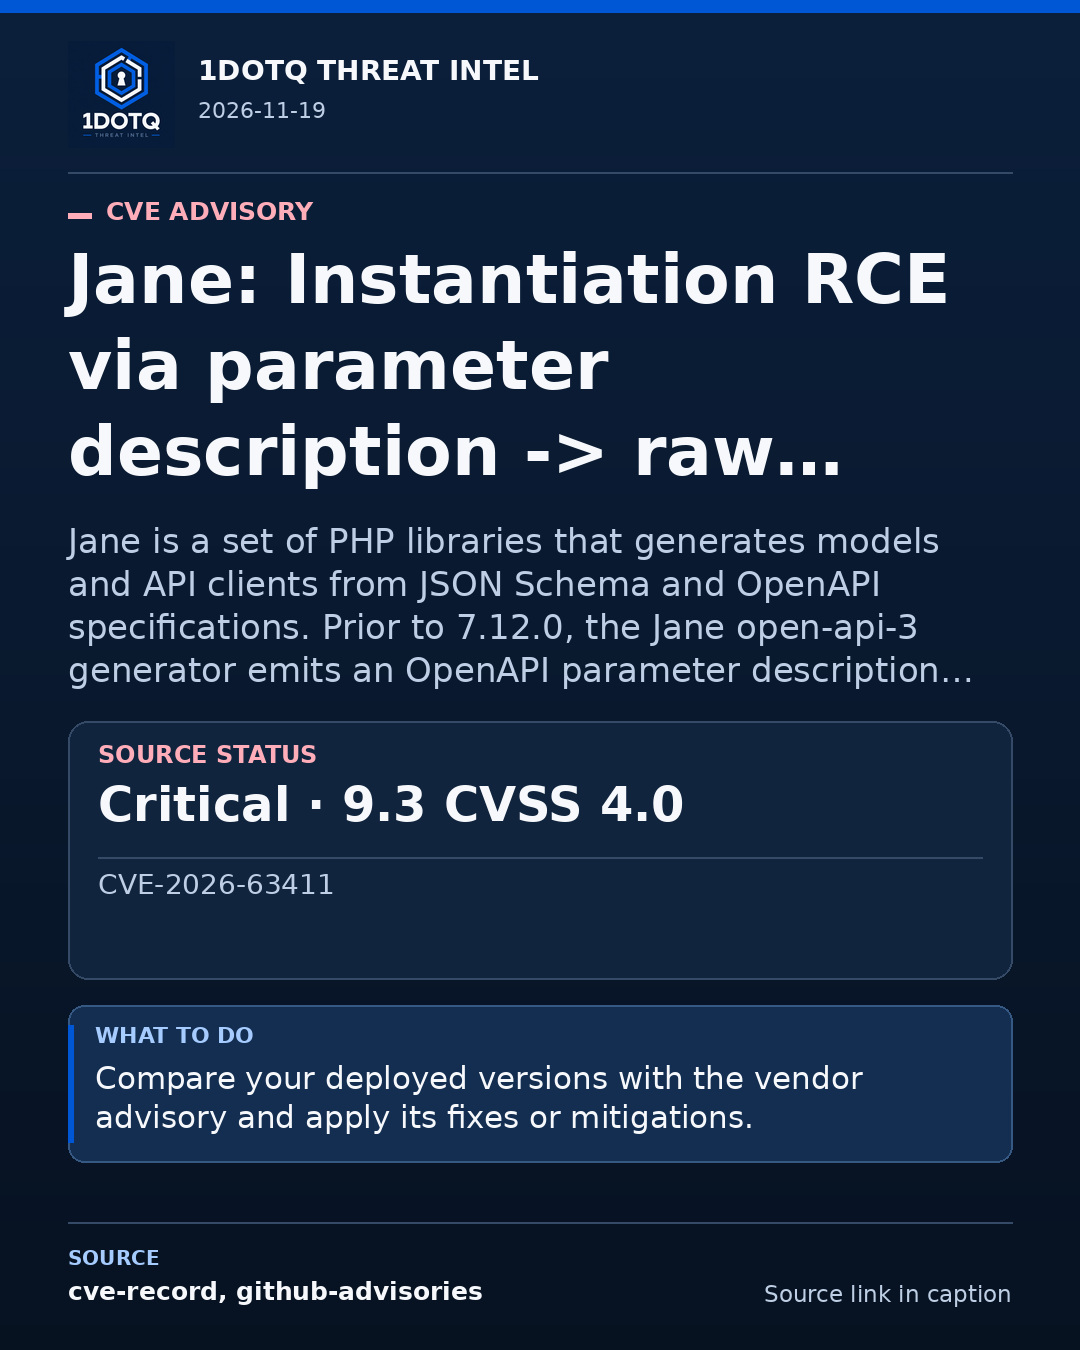 1DOTQ
THREAT INTEL
1DOTQ THREAT INTEL
2026-11-19
CVE ADVISORY
Jane: Instantiation RCE
via parameter
description -> raw…
Jane is a set of PHP libraries that generates models
and API clients from JSON Schema and OpenAPI
specifications. Prior to 7.12.0, the Jane open-api-3
generator emits an OpenAPI parameter description…
SOURCE STATUS
Critical · 9.3 CVSS 4.0
CVE-2026-63411
WHAT TO DO
Compare your deployed versions with the vendor
advisory and apply its fixes or mitigations.
SOURCE
cve-record, github-advisories
Source link in caption